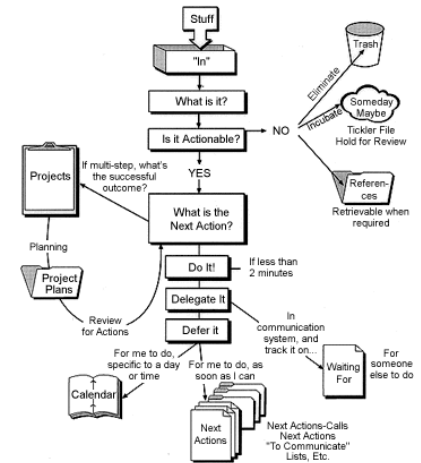 Stuff
"In"
What is it?
Is it Actionable?
NO
Eliminate
Trash
Incubate
Someday
Maybe
Tickler File
Hold for Review
Referen-
ces
Retrievable when
required
YES
If multi-step, what's
the successful
outcome?
Projects
Planning
Project
Plans
Review
for Actions
What is the
Next Action?
Do It!
If less than
2 minutes
Delegate It
In
communication
system, and
track it on...
Waiting
For
For
someone
else to do
Defer it
For me to do,
specific to a day
or time
Calendar
For me to do, as
soon as I can
Next
Actions
Next Actions-Calls
Next Actions
"To Communicate"
Lists, Etc.